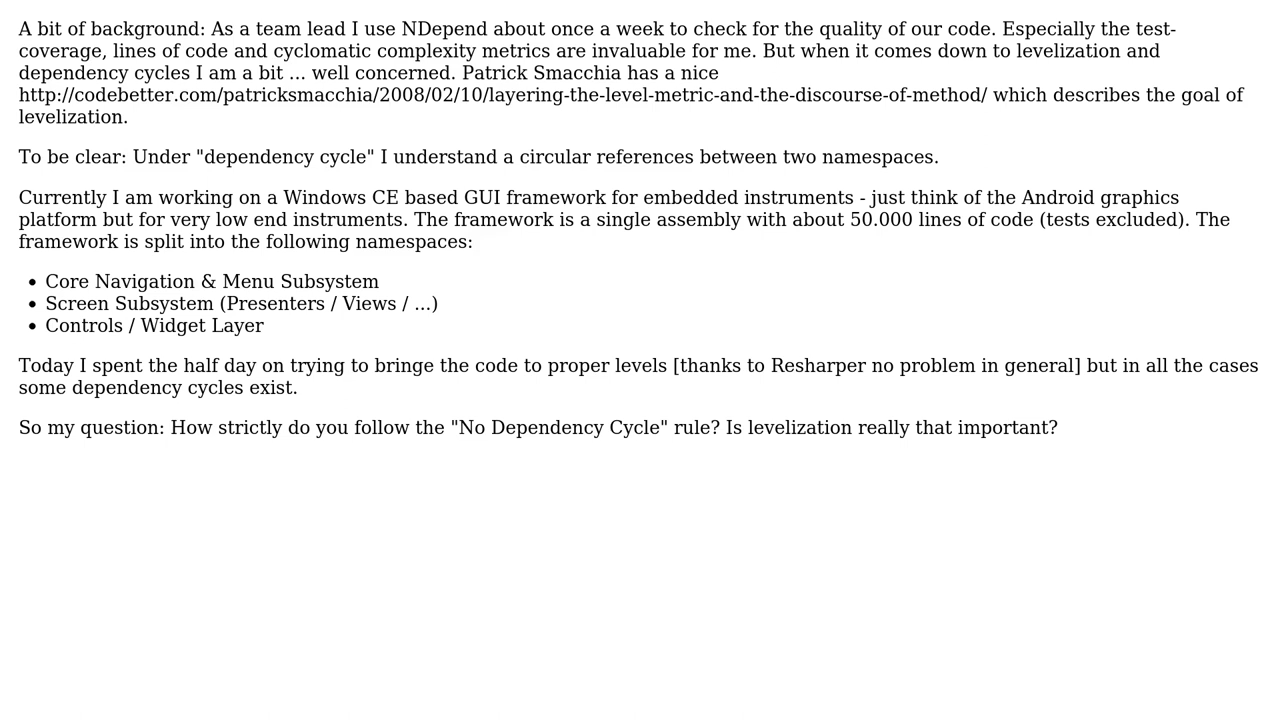 A bit of background: As a team lead I use NDepend about once a week to check for the quality of our code. Especially the test-
coverage, lines of code and cyclomatic complexity metrics are invaluable for me. But when it comes down to levelization and
dependency cycles I am a bit ... well concerned. Patrick Smacchia has a nice
http://codebetter.com/patricksmacchia/2008/02/10/layering-the-level-metric-and-the-discourse-of-method/ which describes the goal of
levelization.
To be clear: Under "dependency cycle" I understand a circular references between two namespaces.
Currently I am working on a Windows CE based GUI framework for embedded instruments - just think of the Android graphics
platform but for very low end instruments. The framework is a single assembly with about 50.000 lines of code (tests excluded). The
framework is split into the following namespaces:
• Core Navigation & Menu Subsystem
• Screen Subsystem (Presenters / Views / ...)
• Controls / Widget Layer
Today I spent the half day on trying to bringe the code to proper levels [thanks to Resharper no problem in general] but in all the cases
some dependency cycles exist.
So my question: How strictly do you follow the "No Dependency Cycle" rule? Is levelization really that important?